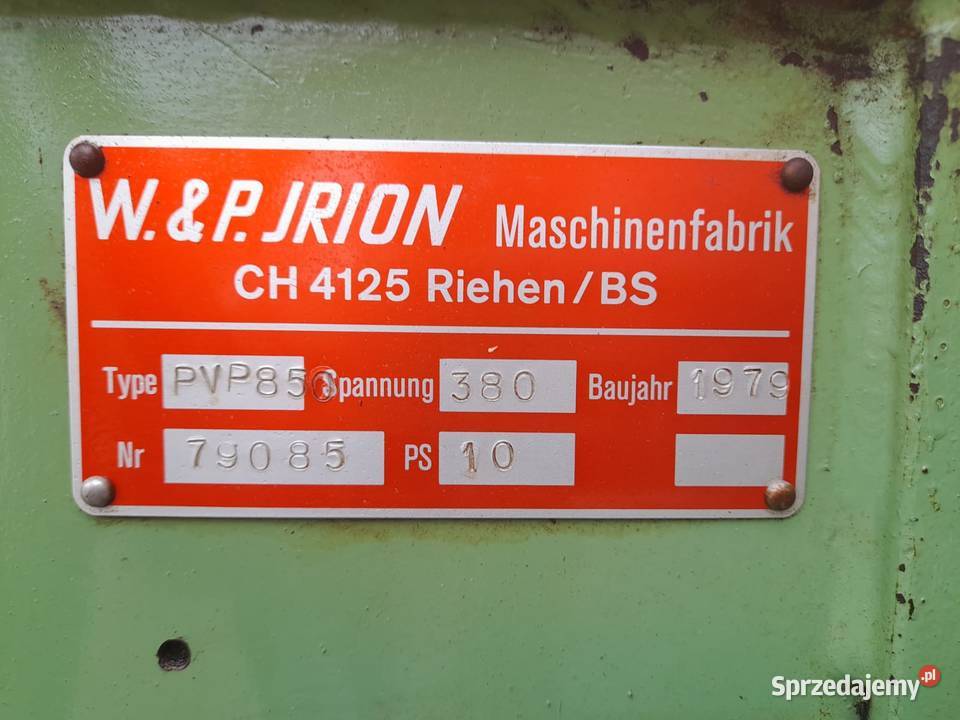 W. & P. JRION Maschinenfabrik
CH 4125 Riehen/BS
Type PVP850 Spannung 380 Baujahr 1979
Nr 79085 PS 10
Sprzedajemy.pl